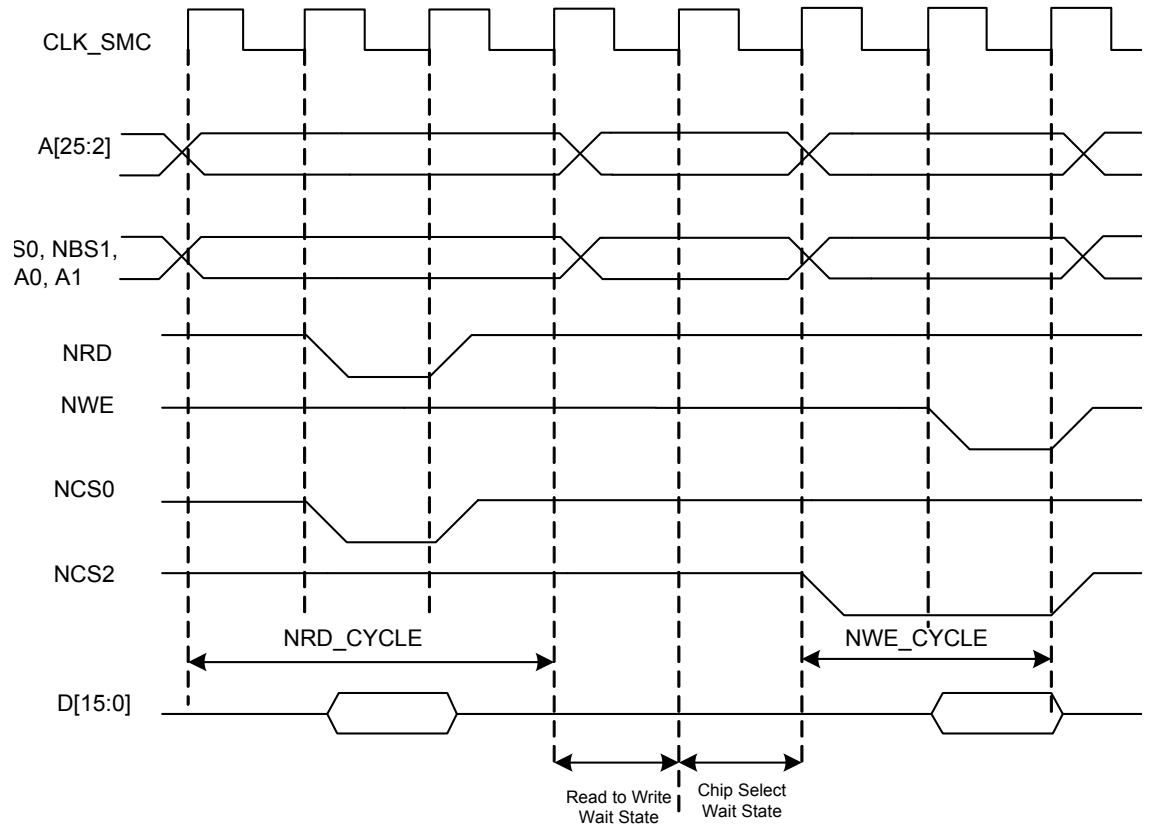 CLK_SMC
A[25:2]
S0, NBS1,
A0, A1
NRD
NWE
NCS0
NCS2
NRD_CYCLE
NWE_CYCLE
D[15:0]
Read to Write
Wait State
Chip Select
Wait State